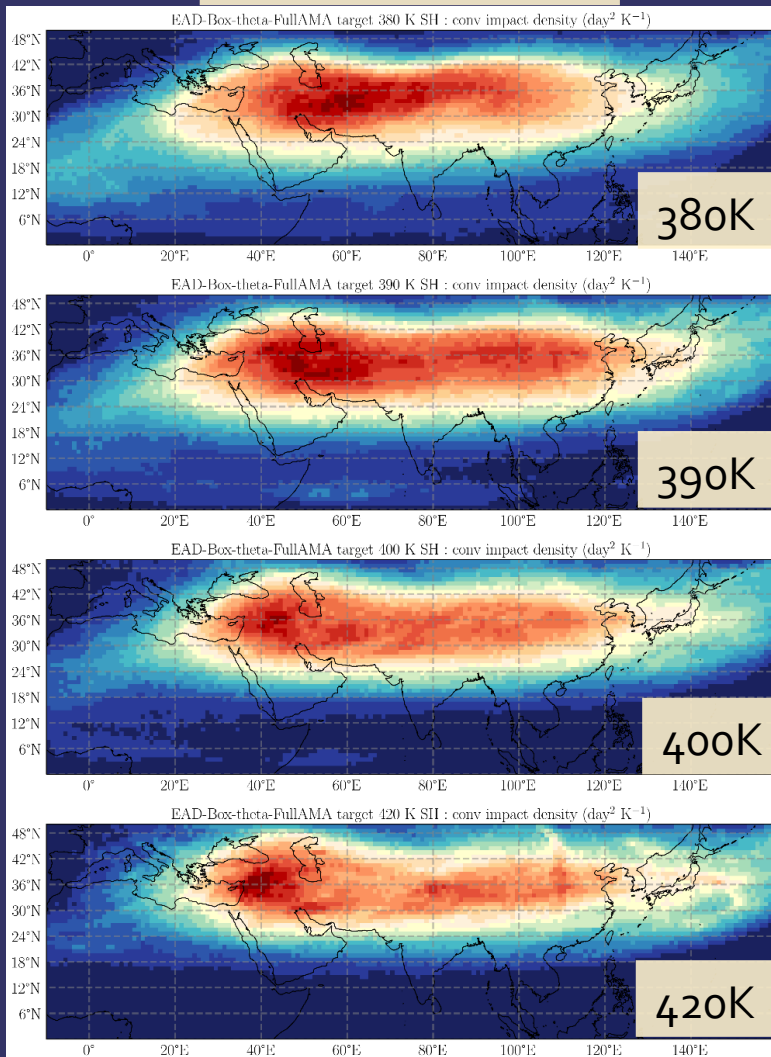 EAD-Box-theta-FullAMA target 380 K SH : conv impact density (day² K⁻¹)
48°N
42°N
36°N
30°N
24°N
18°N
12°N
6°N
380K
0° 20°E 40°E 60°E 80°E 100°E 120°E 140°E
EAD-Box-theta-FullAMA target 390 K SH : conv impact density (day² K⁻¹)
48°N
42°N
36°N
30°N
24°N
18°N
12°N
6°N
390K
0° 20°E 40°E 60°E 80°E 100°E 120°E 140°E
EAD-Box-theta-FullAMA target 400 K SH : conv impact density (day² K⁻¹)
48°N
42°N
36°N
30°N
24°N
18°N
12°N
6°N
400K
0° 20°E 40°E 60°E 80°E 100°E 120°E 140°E
EAD-Box-theta-FullAMA target 420 K SH : conv impact density (day² K⁻¹)
48°N
42°N
36°N
30°N
24°N
18°N
12°N
6°N
420K
0° 20°E 40°E 60°E 80°E 100°E 120°E 140°E